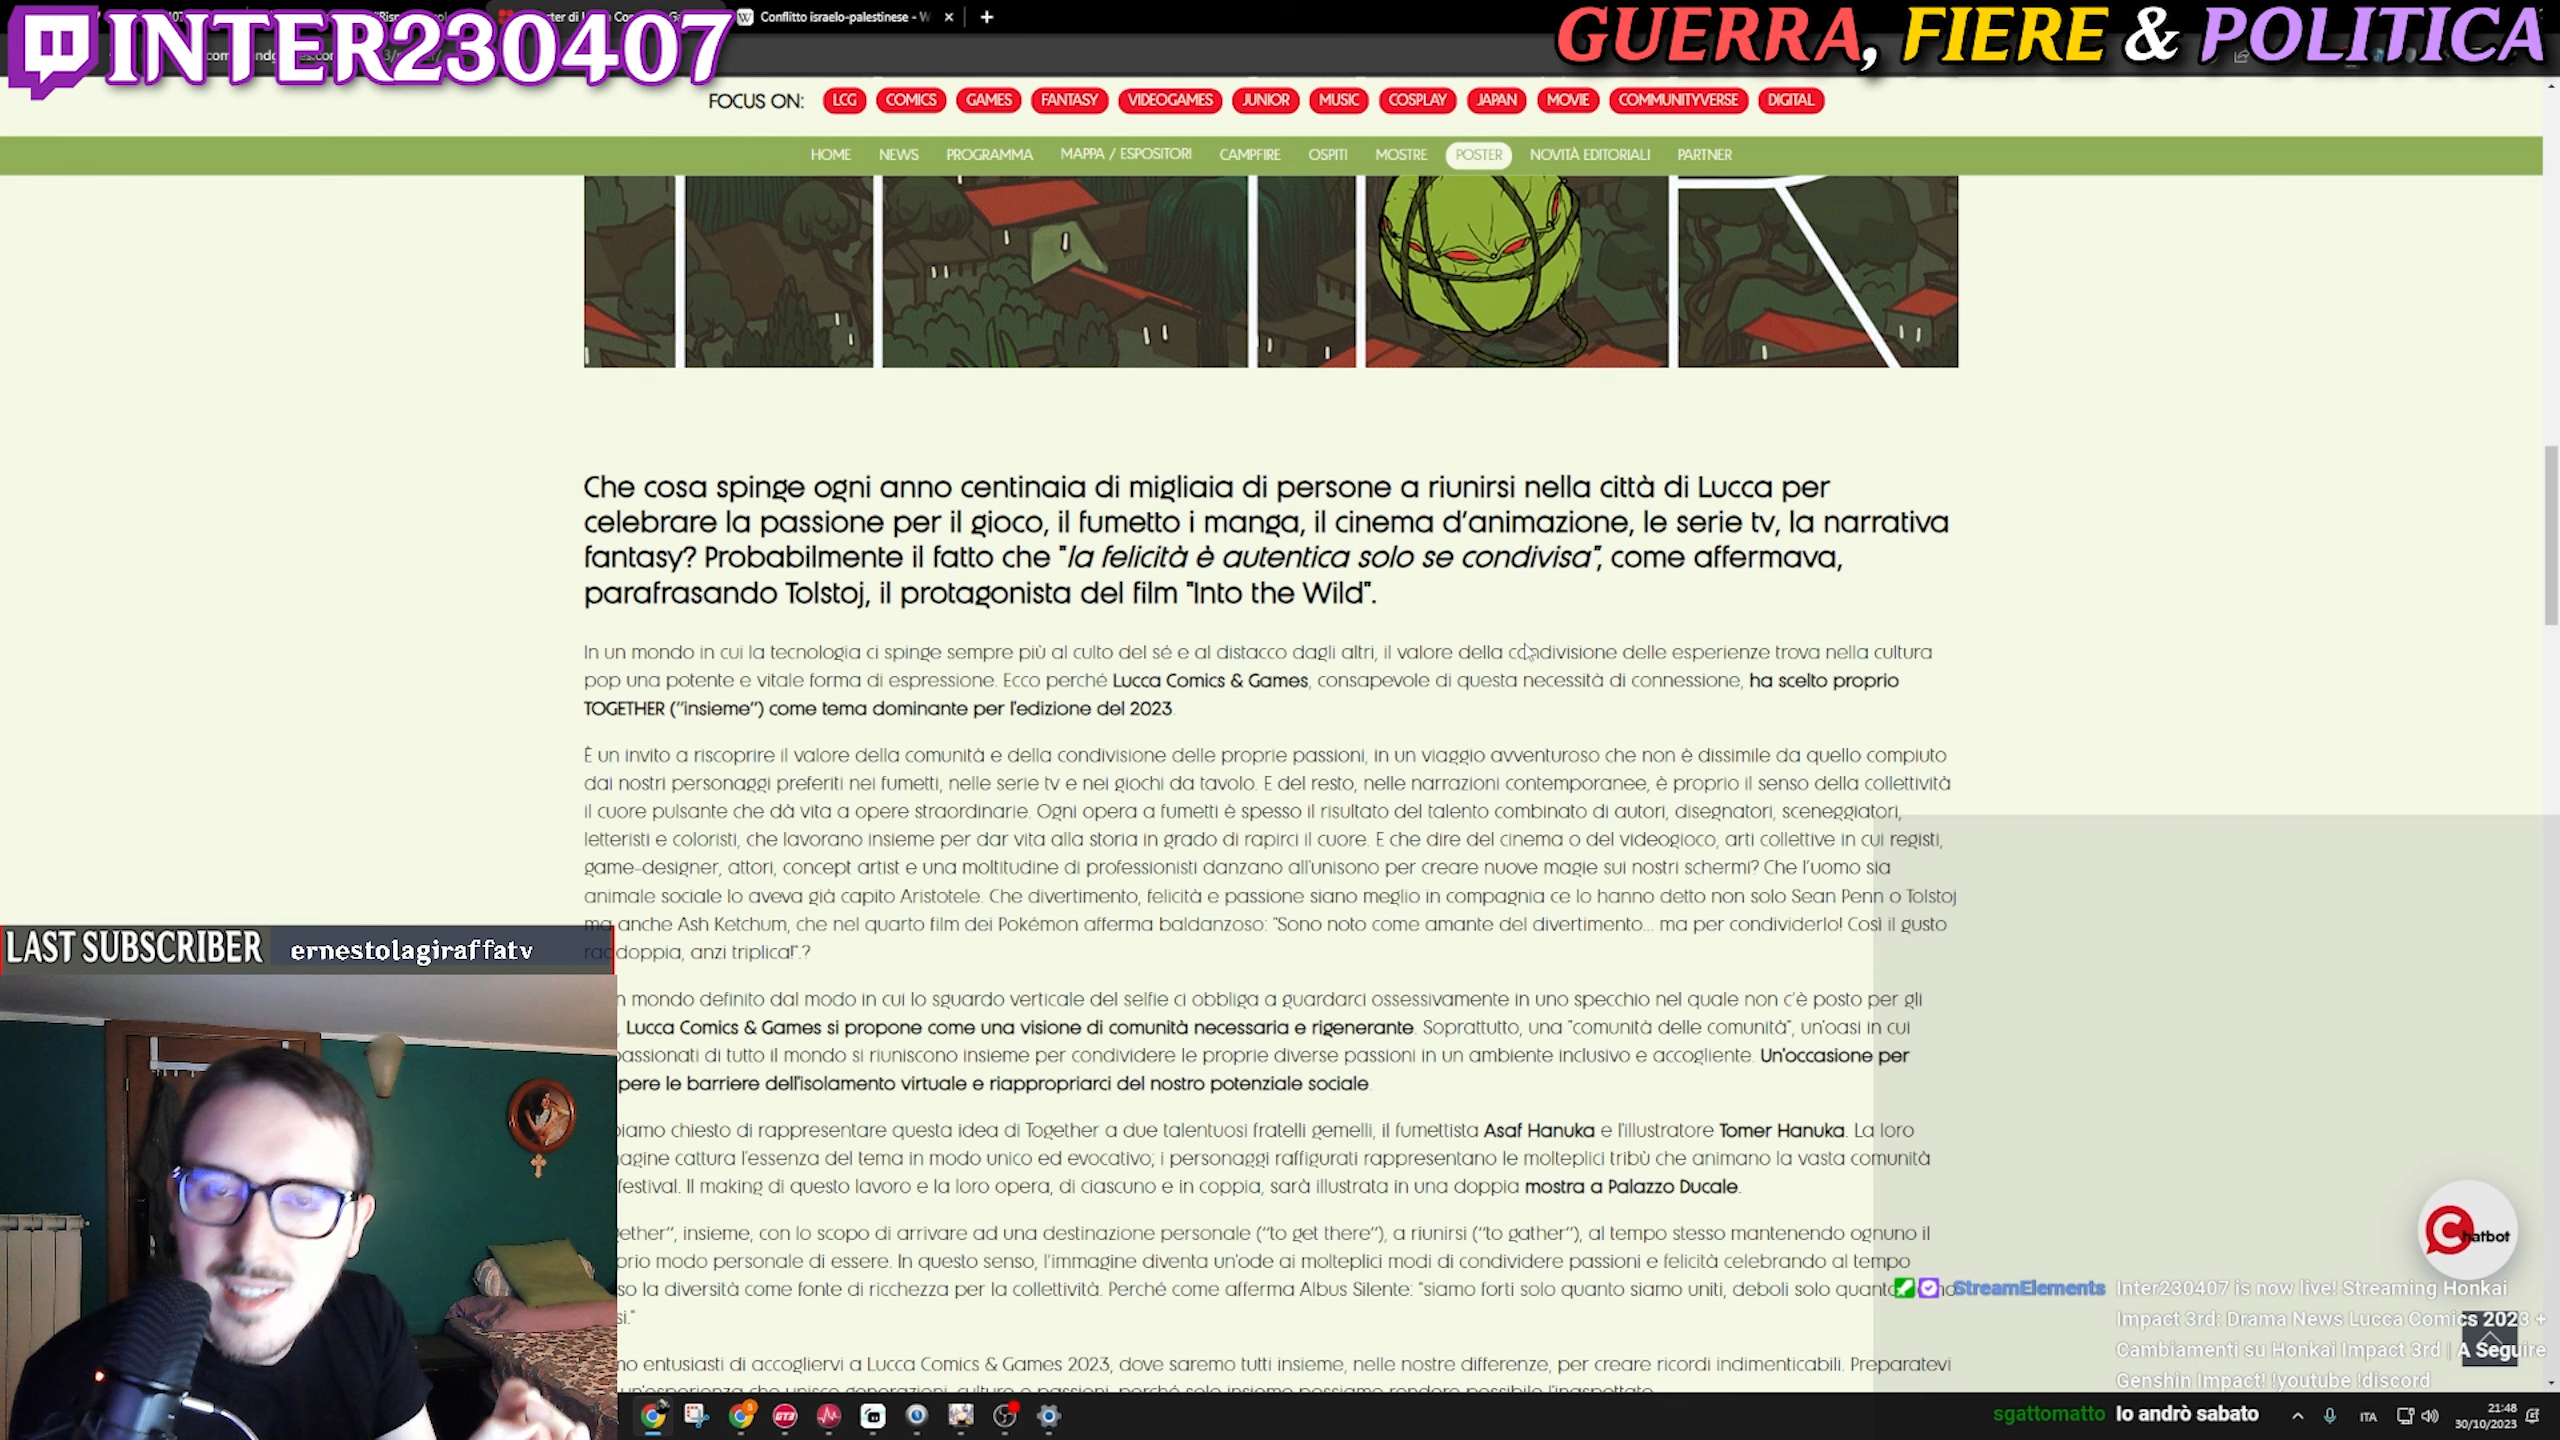 INTER230407
GUERRA, FIERE & POLITICA
Conflitto israelo-palestinese - W
FOCUS ON: LCG COMICS GAMES FANTASY VIDEOGAMES JUNIOR MUSIC COSPLAY JAPAN MOVIE COMMUNITYVERSE DIGITAL
HOME NEWS PROGRAMMA MAPPA / ESPOSITORI CAMPFIRE OSPITI MOSTRE POSTER NOVITÀ EDITORIALI PARTNER
Che cosa spinge ogni anno centinaia di migliaia di persone a riunirsi nella città di Lucca per
celebrare la passione per il gioco, il fumetto i manga, il cinema d'animazione, le serie tv, la narrativa
fantasy? Probabilmente il fatto che "la felicità è autentica solo se condivisa", come affermava,
parafrasando Tolstoj, il protagonista del film "Into the Wild".
In un mondo in cui la tecnologia ci spinge sempre più al culto del sé e al distacco dagli altri, il valore della condivisione delle esperienze trova nella cultura
pop una potente e vitale forma di espressione. Ecco perché Lucca Comics & Games, consapevole di questa necessità di connessione, ha scelto proprio
TOGETHER ("insieme") come tema dominante per l'edizione del 2023.
È un invito a riscoprire il valore della comunità e della condivisione delle proprie passioni, in un viaggio avventuroso che non è dissimile da quello compiuto
dai nostri personaggi preferiti nei fumetti, nelle serie tv e nei giochi da tavolo. E del resto, nelle narrazioni contemporanee, è proprio il senso della collettività
il cuore pulsante che dà vita a opere straordinarie. Ogni opera a fumetti è spesso il risultato del talento combinato di autori, disegnatori, sceneggiatori,
letteristi e coloristi, che lavorano insieme per dar vita alla storia in grado di rapirci il cuore. E che dire del cinema o del videogioco, arti collettive in cui registi,
game-designer, attori, concept artist e una moltitudine di professionisti danzano all'unisono per creare nuove magie sui nostri schermi? Che l'uomo sia
animale sociale lo aveva già capito Aristotele. Che divertimento, felicità e passione siano meglio in compagnia ce lo hanno detto non solo Sean Penn o Tolstoj
ma anche Ash Ketchum, che nel quarto film dei Pokémon afferma baldanzoso: "Sono noto come amante del divertimento... ma per condividerlo! Così il gusto
raddoppia, anzi triplica!".?
LAST SUBSCRIBER ernestolagiraffatv
n mondo definito dal modo in cui lo sguardo verticale del selfie ci obbliga a guardarci ossessivamente in uno specchio nel quale non c'è posto per gli
Lucca Comics & Games si propone come una visione di comunità necessaria e rigenerante. Soprattutto, una "comunità delle comunità", un'oasi in cui
passionati di tutto il mondo si riuniscono insieme per condividere le proprie diverse passioni in un ambiente inclusivo e accogliente. Un'occasione per
pere le barriere dell'isolamento virtuale e riappropriarci del nostro potenziale sociale.
biamo chiesto di rappresentare questa idea di Together a due talentuosi fratelli gemelli, il fumettista Asaf Hanuka e l'illustratore Tomer Hanuka. La loro
agine cattura l'essenza del tema in modo unico ed evocativo; i personaggi raffigurati rappresentano le molteplici tribù che animano la vasta comunità
festival. Il making di questo lavoro e la loro opera, di ciascuno e in coppia, sarà illustrata in una doppia mostra a Palazzo Ducale.
gether", insieme, con lo scopo di arrivare ad una destinazione personale ("to get there"), a riunirsi ("to gather"), al tempo stesso mantenendo ognuno il
prio modo personale di essere. In questo senso, l'immagine diventa un'ode ai molteplici modi di condividere passioni e felicità celebrando al tempo
so la diversità come fonte di ricchezza per la collettività. Perché come afferma Albus Silente: "siamo forti solo quanto siamo uniti, deboli solo quanto
si."
mo entusiasti di accogliervi a Lucca Comics & Games 2023, dove saremo tutti insieme, nelle nostre differenze, per creare ricordi indimenticabili. Preparatevi
Chatbot
StreamElements Inter230407 is now live! Streaming Honkai
Impact 3rd: Drama News Lucca Comics 2023 +
Cambiamenti su Honkai Impact 3rd | A Seguire
Genshin Impact! !youtube !discord
sgattomatto Io andrò sabato
ITA
21:48
30/10/2023